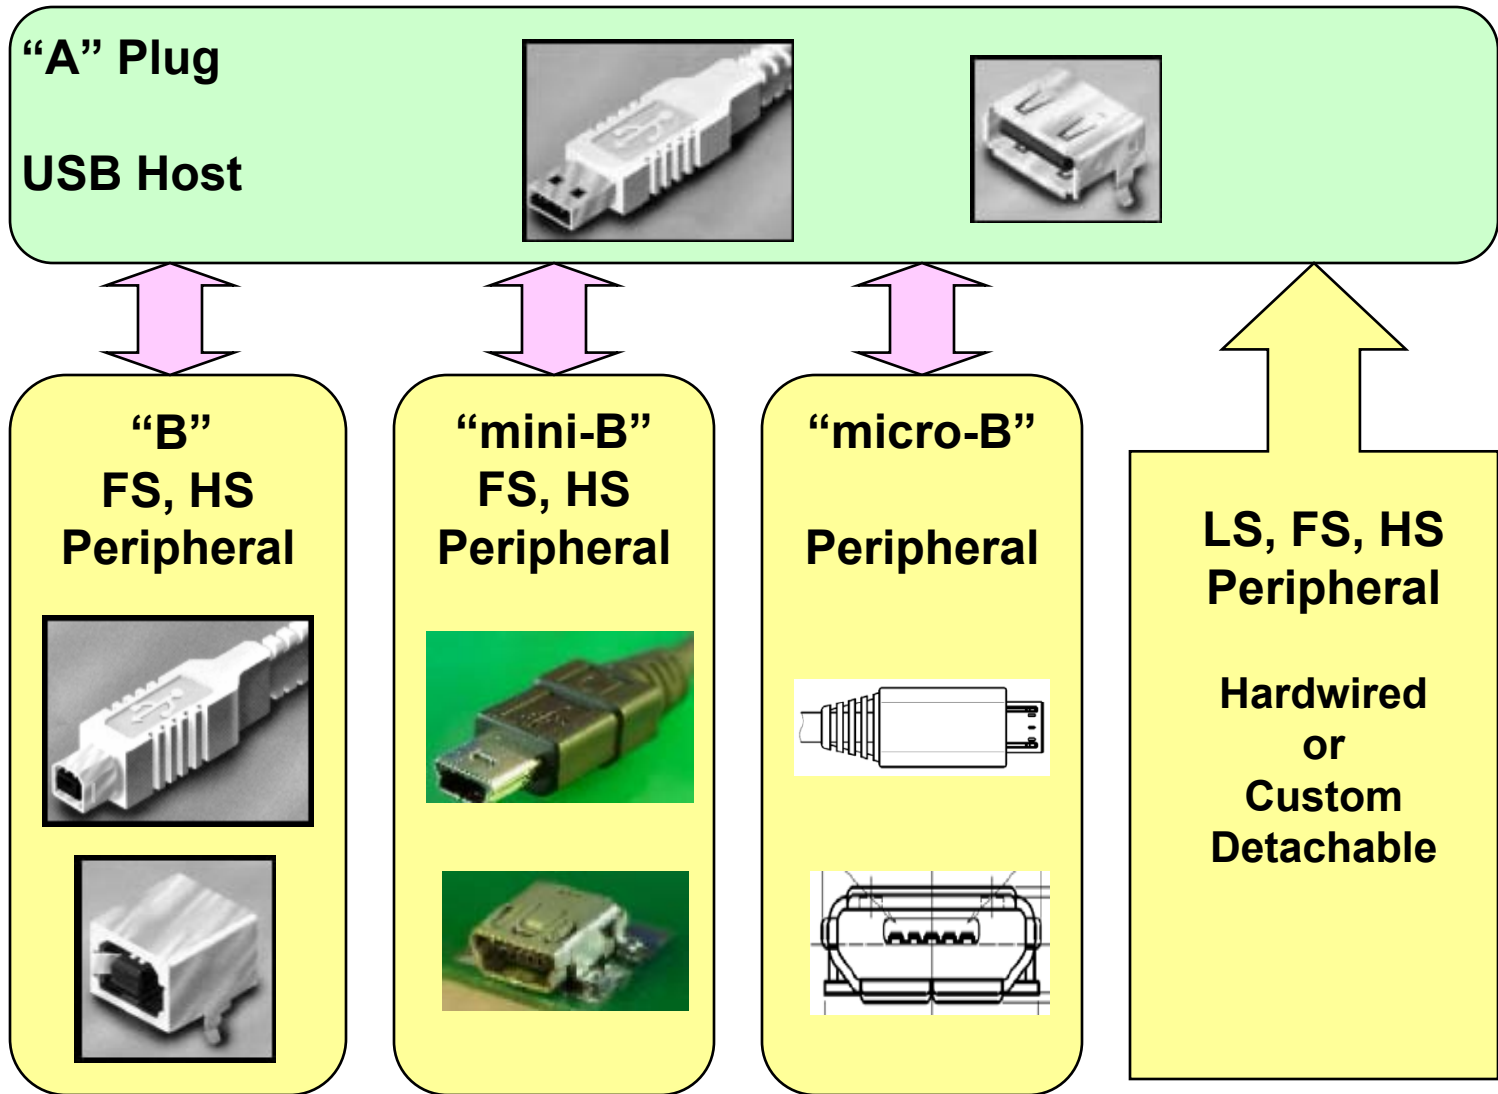 “A” Plug
USB Host
“B”
FS, HS
Peripheral
“mini-B”
FS, HS
Peripheral
“micro-B”
Peripheral
LS, FS, HS
Peripheral
Hardwired
or
Custom
Detachable